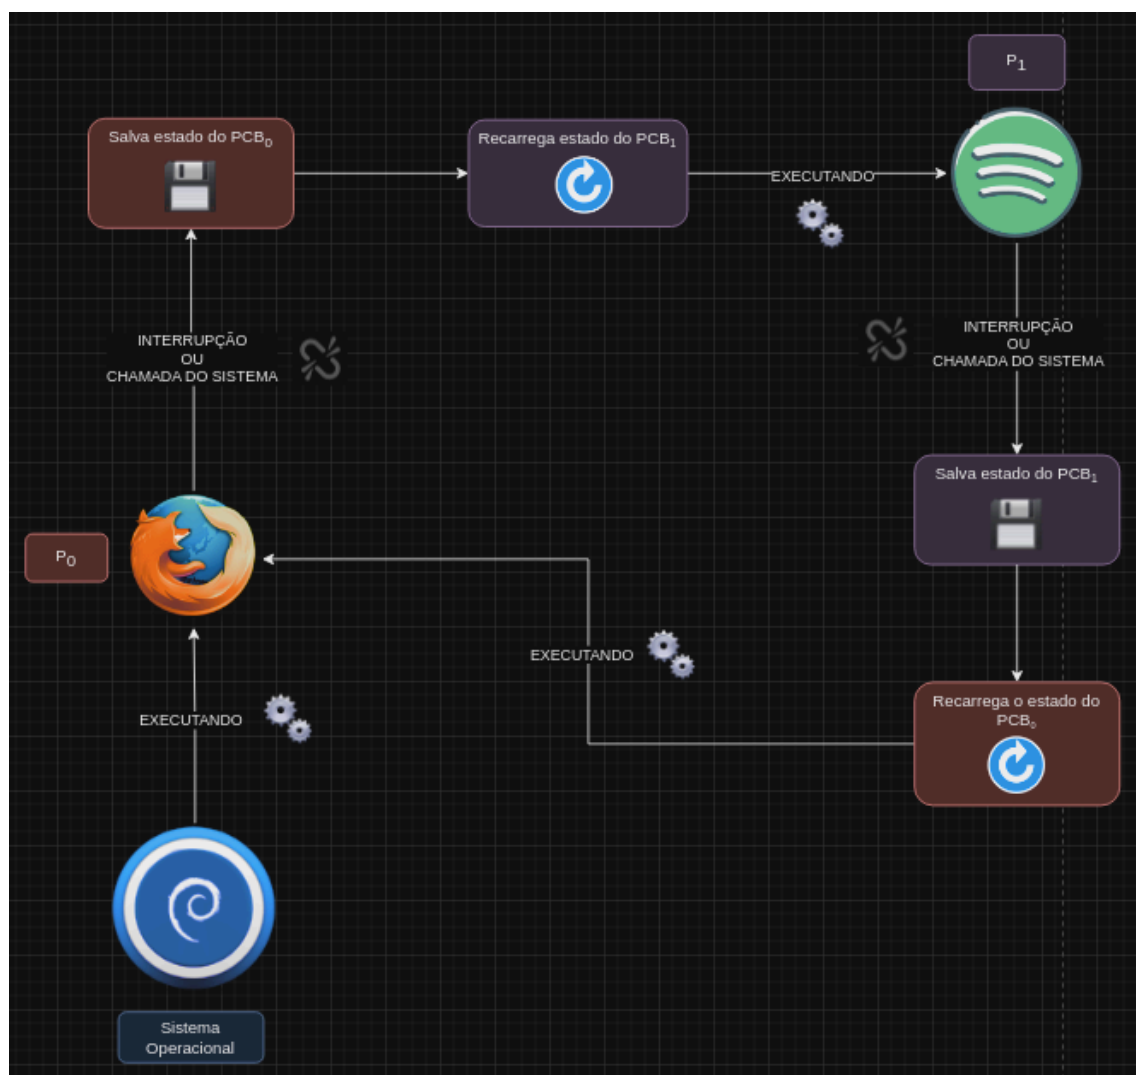 P1
Salva estado do PCB0
Recarrega estado do PCB1
EXECUTANDO
INTERRUPÇÃO
OU
CHAMADA DO SISTEMA
INTERRUPÇÃO
OU
CHAMADA DO SISTEMA
Salva estado do PCB1
P0
EXECUTANDO
EXECUTANDO
Recarrega o estado do
PCB0
Sistema
Operacional